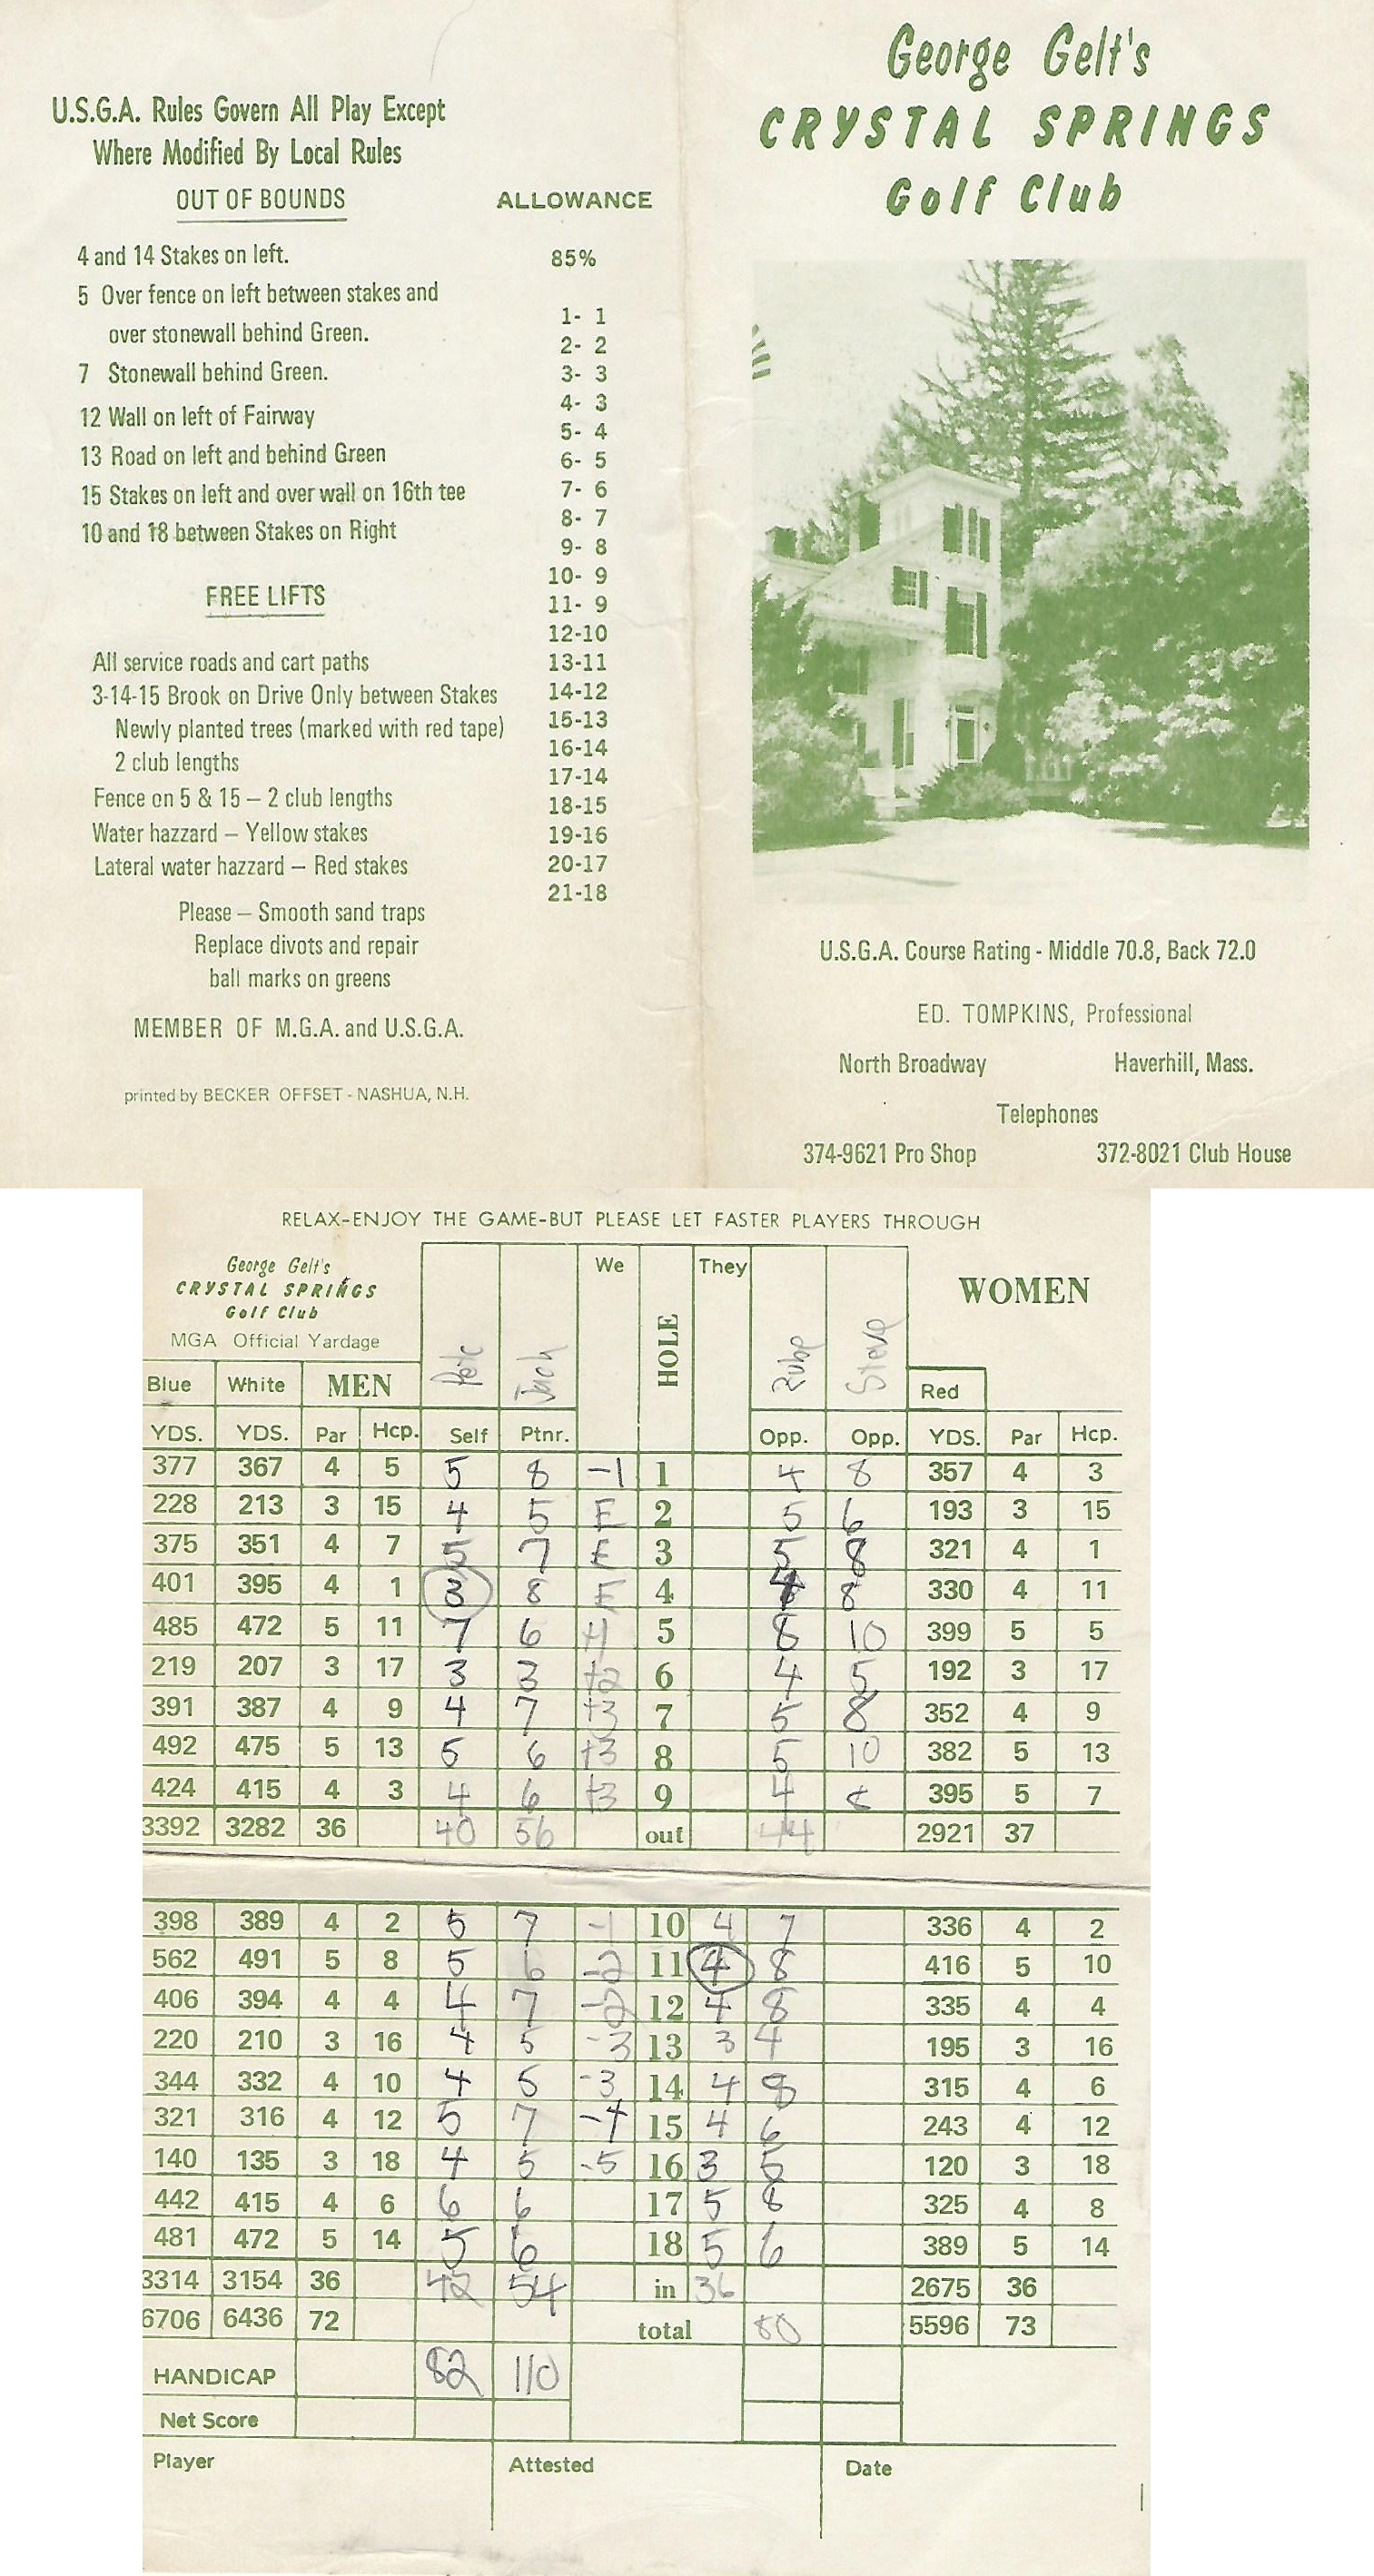 U.S.G.A. Rules Govern All Play Except
Where Modified By Local Rules
OUT OF BOUNDS
4 and 14 Stakes on left.
5 Over fence on left between stakes and
over stonewall behind Green.
7 Stonewall behind Green.
12 Wall on left of Fairway
13 Road on left and behind Green
15 Stakes on left and over wall on 16th tee
10 and 18 between Stakes on Right
FREE LIFTS
All service roads and cart paths
3-14-15 Brook on Drive Only between Stakes
Newly planted trees (marked with red tape)
2 club lengths
Fence on 5 & 15 – 2 club lengths
Water hazzard – Yellow stakes
Lateral water hazzard – Red stakes
Please – Smooth sand traps
Replace divots and repair
ball marks on greens
MEMBER OF M.G.A. and U.S.G.A.
printed by BECKER OFFSET - NASHUA, N.H.
ALLOWANCE
85%
1- 1
2- 2
3- 3
4- 3
5- 4
6- 5
7- 6
8- 7
9- 8
10- 9
11- 9
12-10
13-11
14-12
15-13
16-14
17-14
18-15
19-16
20-17
21-18
George Gelt's
CRYSTAL SPRINGS
Golf Club
U.S.G.A. Course Rating - Middle 70.8, Back 72.0
ED. TOMPKINS, Professional
North Broadway Haverhill, Mass.
Telephones
374-9621 Pro Shop 372-8021 Club House
RELAX-ENJOY THE GAME-BUT PLEASE LET FASTER PLAYERS THROUGH
George Gelt's
CRYSTAL SPRINGS
Golf Club
MGA Official Yardage
Pete Jack We HOLE They Rube Steve WOMEN
Blue White MEN Red
YDS. YDS. Par Hcp. Self Ptnr. Opp. Opp. YDS. Par Hcp.
377 367 4 5 5 8 -1 1 4 8 357 4 3
228 213 3 15 4 5 E 2 5 6 193 3 15
375 351 4 7 5 7 E 3 5 8 321 4 1
401 395 4 1 3 8 E 4 4 8 330 4 11
485 472 5 11 7 6 +1 5 8 10 399 5 5
219 207 3 17 3 3 +2 6 4 5 192 3 17
391 387 4 9 4 7 +3 7 5 8 352 4 9
492 475 5 13 5 6 +3 8 5 10 382 5 13
424 415 4 3 4 6 +3 9 4 395 5 7
3392 3282 36 40 56 out 44 2921 37
398 389 4 2 5 7 -1 10 4 7 336 4 2
562 491 5 8 5 6 -2 11 4 8 416 5 10
406 394 4 4 4 7 -2 12 4 8 335 4 4
220 210 3 16 4 5 -3 13 3 4 195 3 16
344 332 4 10 4 5 -3 14 4 8 315 4 6
321 316 4 12 5 7 -4 15 4 6 243 4 12
140 135 3 18 4 5 -5 16 3 5 120 3 18
442 415 4 6 6 6 17 5 8 325 4 8
481 472 5 14 5 6 18 5 6 389 5 14
3314 3154 36 42 54 in 36 2675 36
6706 6436 72 total 80 5596 73
HANDICAP 82 110
Net Score
Player Attested Date